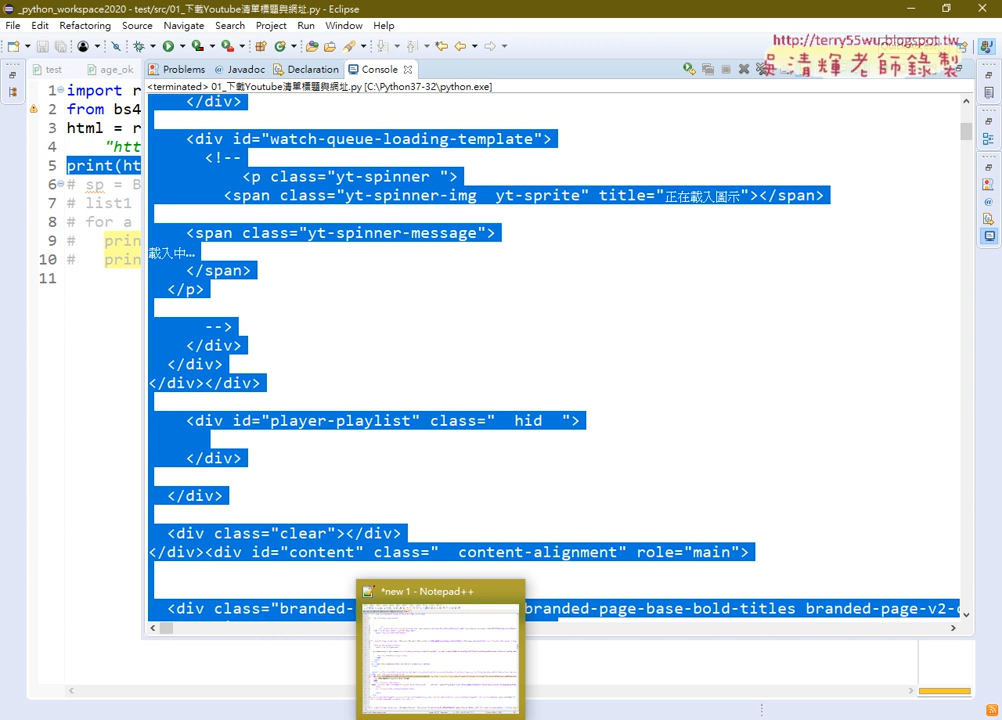 _python_workspace2020 - test/src/01_下載Youtube清單標題與網址.py - Eclipse
File Edit Refactoring Source Navigate Search Project Run Window Help
http://terry55wu.blogspot.tw
吳清輝老師錄製
test age_ok Problems Javadoc Declaration Console
<terminated> 01_下載Youtube清單標題與網址.py [C:\Python37-32\python.exe]
1 import r
2 from bs4
3 html = r
4 "htt
5 print(ht
6 # sp = B
7 # list1
8 # for a
9 # prin
10 # prin
11
</div>
<div id="watch-queue-loading-template">
<!--
<p class="yt-spinner ">
<span class="yt-spinner-img  yt-sprite" title="正在載入圖示"></span>
<span class="yt-spinner-message">
載入中...
</span>
</p>
-->
</div>
</div>
</div></div>
<div id="player-playlist" class="  hid  ">
</div>
</div>
<div class="clear"></div>
</div><div id="content" class="  content-alignment" role="main">
*new 1 - Notepad++
<div class="branded- branded-page-base-bold-titles branded-page-v2-